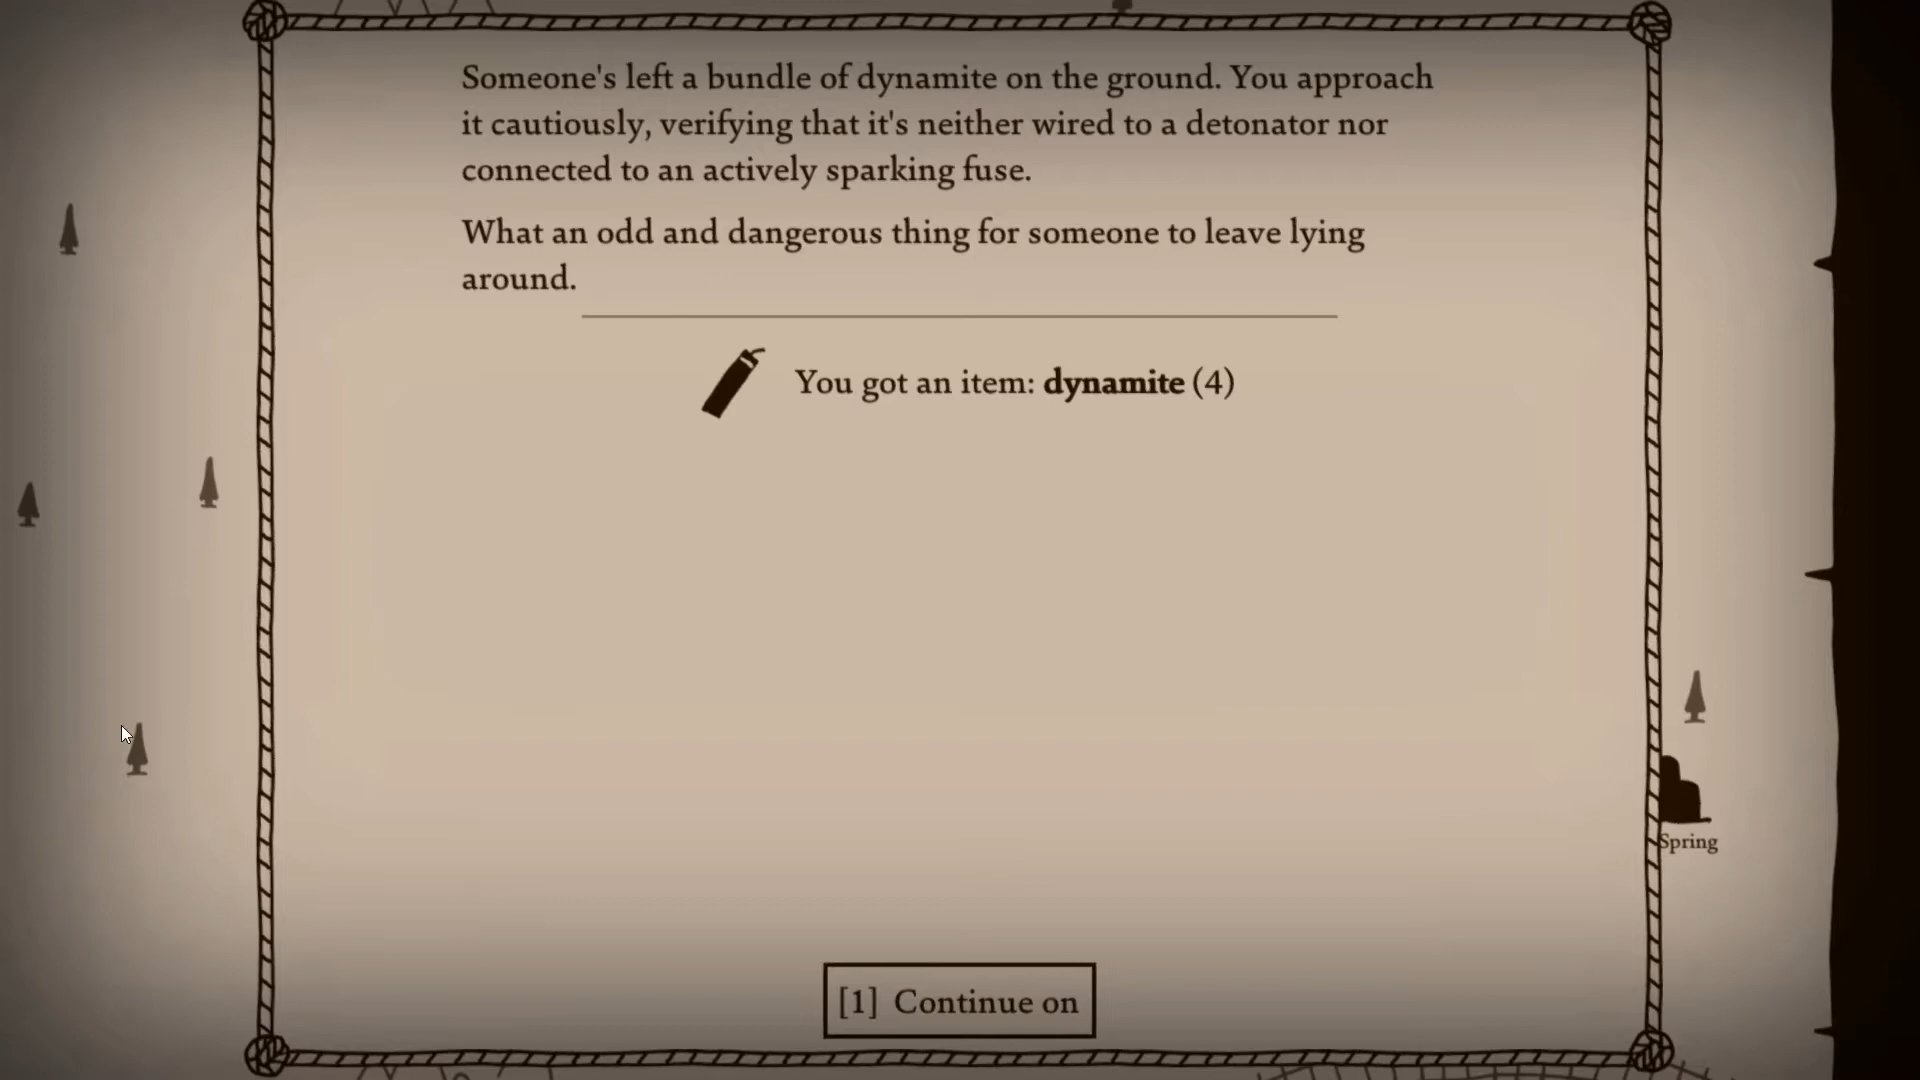 Someone's left a bundle of dynamite on the ground. You approach
it cautiously, verifying that it's neither wired to a detonator nor
connected to an actively sparking fuse.
What an odd and dangerous thing for someone to leave lying
around.
You got an item: dynamite (4)
Spring
[1] Continue on